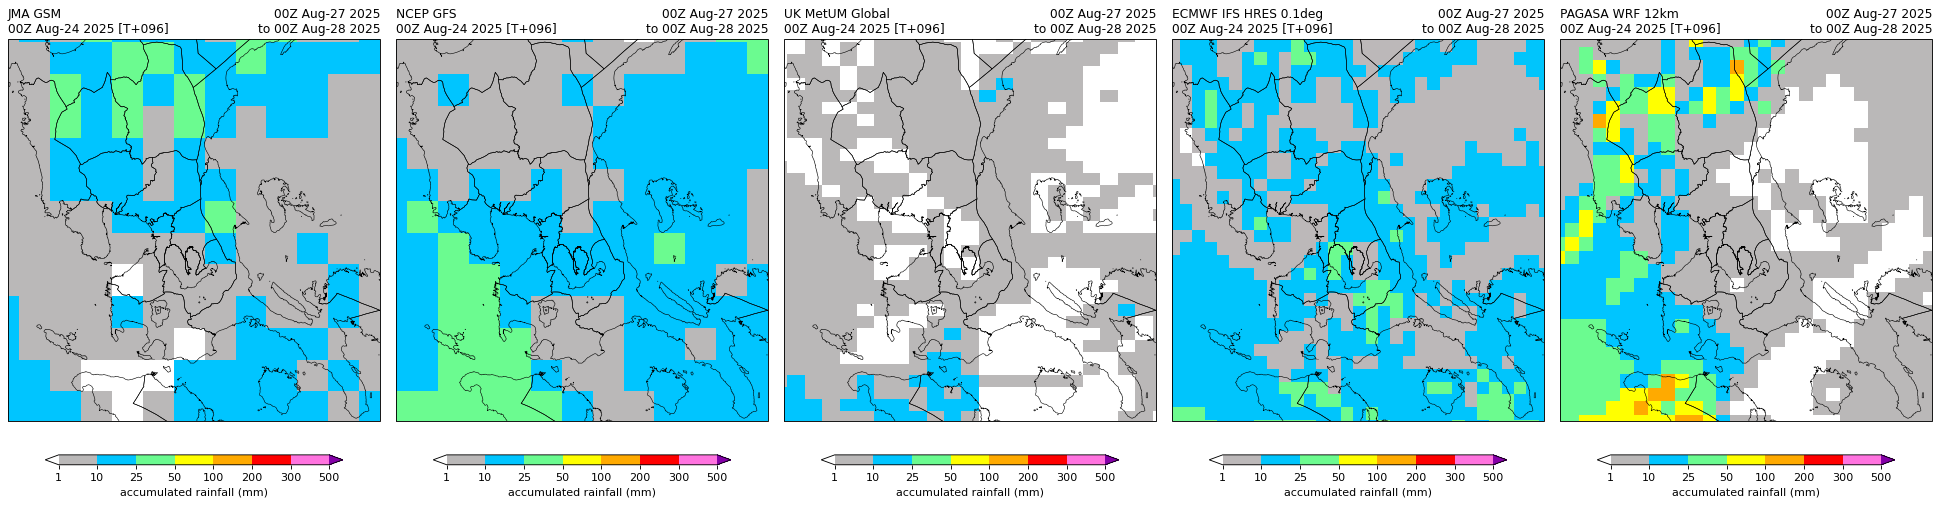 JMA GSM 00Z Aug-27 2025
00Z Aug-24 2025 [T+096] to 00Z Aug-28 2025
1 10 25 50 100 200 300 500
accumulated rainfall (mm)
NCEP GFS 00Z Aug-27 2025
00Z Aug-24 2025 [T+096] to 00Z Aug-28 2025
1 10 25 50 100 200 300 500
accumulated rainfall (mm)
UK MetUM Global 00Z Aug-27 2025
00Z Aug-24 2025 [T+096] to 00Z Aug-28 2025
1 10 25 50 100 200 300 500
accumulated rainfall (mm)
ECMWF IFS HRES 0.1deg 00Z Aug-27 2025
00Z Aug-24 2025 [T+096] to 00Z Aug-28 2025
1 10 25 50 100 200 300 500
accumulated rainfall (mm)
PAGASA WRF 12km 00Z Aug-27 2025
00Z Aug-24 2025 [T+096] to 00Z Aug-28 2025
1 10 25 50 100 200 300 500
accumulated rainfall (mm)